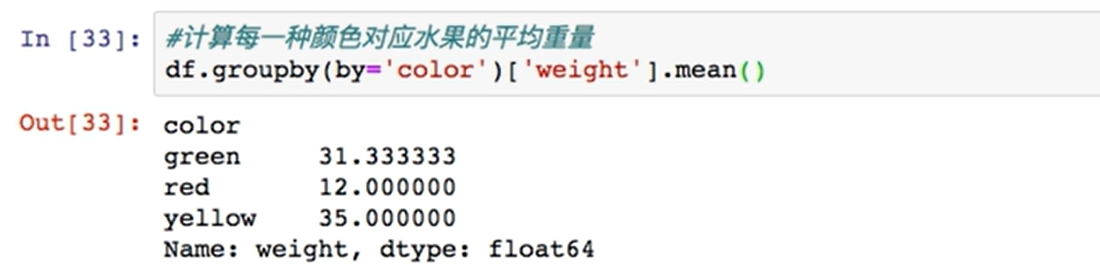 In [33]: #计算每一种颜色对应水果的平均重量
df.groupby(by='color')['weight'].mean()
Out[33]: color
green 31.333333
red 12.000000
yellow 35.000000
Name: weight, dtype: float64